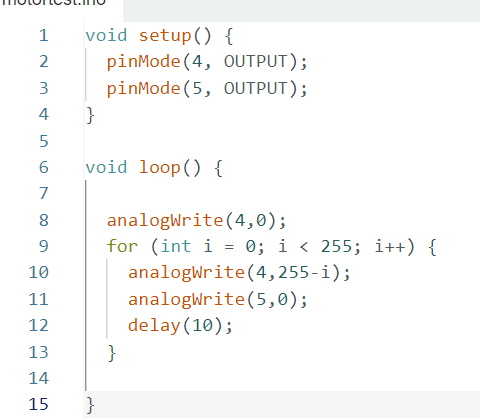 motortest.ino
1 void setup() {
2 pinMode(4, OUTPUT);
3 pinMode(5, OUTPUT);
4 }
5
6 void loop() {
7
8 analogWrite(4,0);
9 for (int i = 0; i < 255; i++) {
10 analogWrite(4,255-i);
11 analogWrite(5,0);
12 delay(10);
13 }
14
15 }